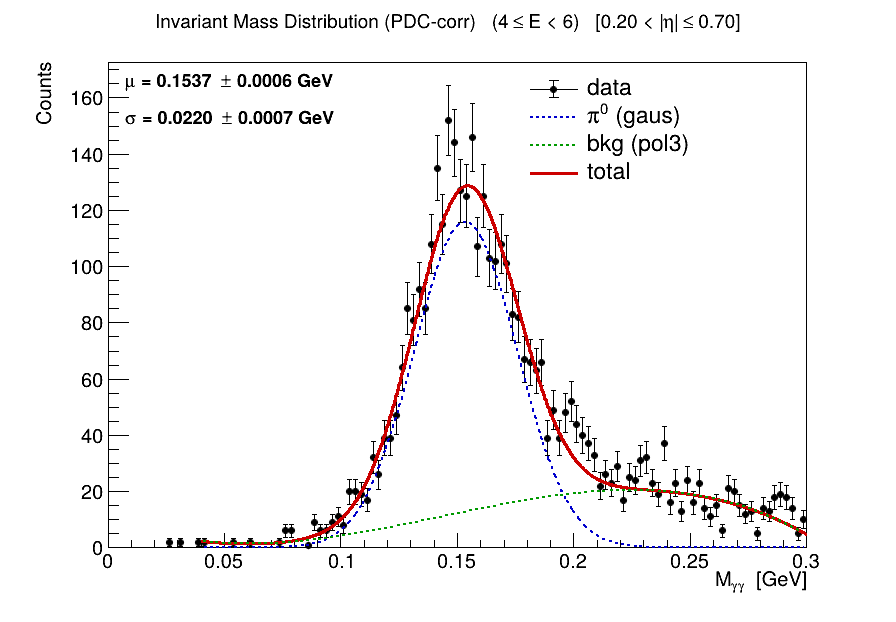 Invariant Mass Distribution (PDC-corr) (4 ≤ E < 6) [0.20 < |η| ≤ 0.70]
Counts
μ = 0.1537 ± 0.0006 GeV
σ = 0.0220 ± 0.0007 GeV
data
π⁰ (gaus)
bkg (pol3)
total
160
140
120
100
80
60
40
20
0
0 0.05 0.1 0.15 0.2 0.25 0.3
Mγγ [GeV]